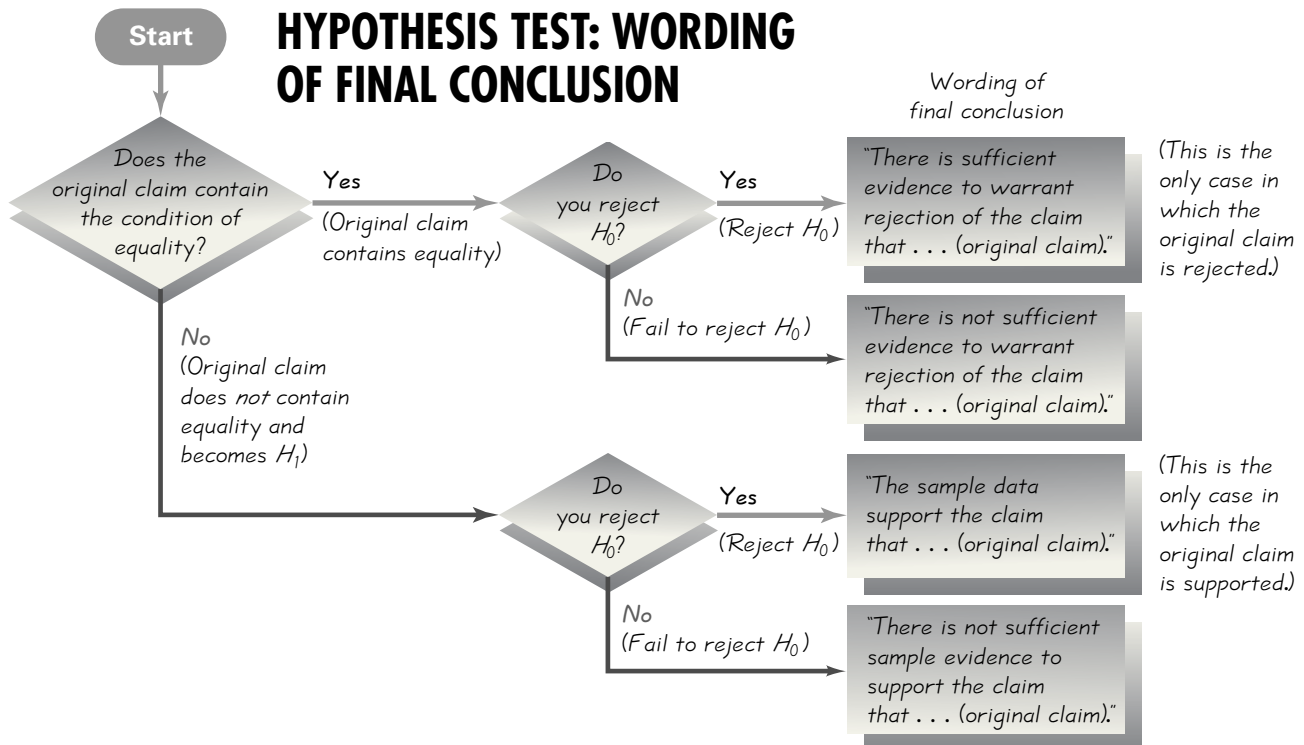 Start
HYPOTHESIS TEST: WORDING
OF FINAL CONCLUSION
Wording of
final conclusion
Does the
original claim contain
the condition of
equality?
Yes
(Original claim
contains equality)
Do
you reject
H₀?
Yes
(Reject H₀)
"There is sufficient
evidence to warrant
rejection of the claim
that . . . (original claim)."
(This is the
only case in
which the
original claim
is rejected.)
No
(Fail to reject H₀)
"There is not sufficient
evidence to warrant
rejection of the claim
that . . . (original claim)."
No
(Original claim
does not contain
equality and
becomes H₁)
Do
you reject
H₀?
Yes
(Reject H₀)
"The sample data
support the claim
that . . . (original claim)."
(This is the
only case in
which the
original claim
is supported.)
No
(Fail to reject H₀)
"There is not sufficient
sample evidence to
support the claim
that . . . (original claim)."